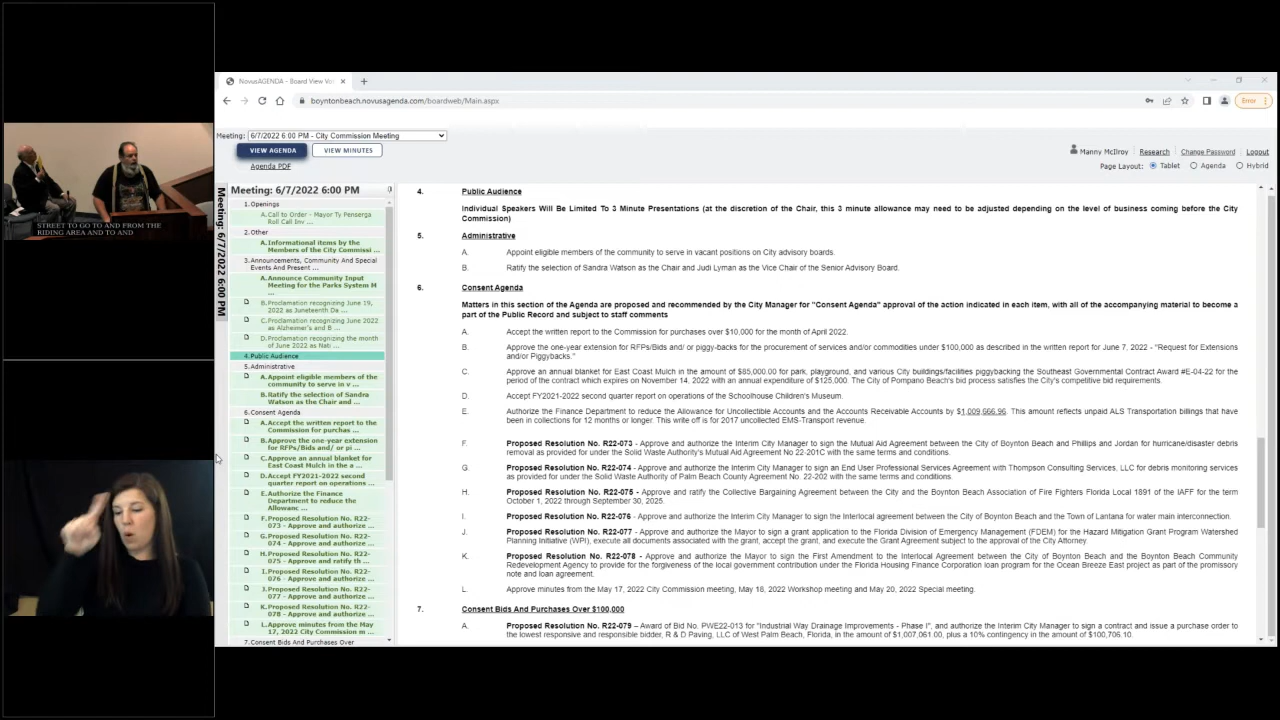 NovusAGENDA - Board View Ve
boyntonbeach.novusagenda.com/boardweb/Main.aspx
Error
Meeting: 6/7/2022 6:00 PM - City Commission Meeting
VIEW AGENDA VIEW MINUTES
Agenda PDF
Manny McIlroy Research Change Password Logout
Page Layout: Tablet Agenda Hybrid
STREET TO GO TO AND FROM THE
RIDING AREA AND TO AND
Meeting: 6/7/2022 6:00 PM
Meeting: 6/7/2022 6:00 PM
1.Openings
A.Call to Order - Mayor Ty Penserga
Roll Call Inv ...
2.Other
A.Informational items by the
Members of the City Commissi ...
3.Announcements, Community And Special
Events And Present ...
A.Announce Community Input
Meeting for the Parks System M
...
B.Proclamation recognizing June 19,
2022 as Juneteenth Da ...
C.Proclamation recognizing June 2022
as Alzheimer's and B ...
D.Proclamation recognizing the month
of June 2022 as Nati ...
4.Public Audience
5.Administrative
A.Appoint eligible members of the
community to serve in v ...
B.Ratify the selection of Sandra
Watson as the Chair and ...
6.Consent Agenda
A.Accept the written report to the
Commission for purchas ...
B.Approve the one-year extension
for RFPs/Bids and/ or pi ...
C.Approve an annual blanket for
East Coast Mulch in the a ...
D.Accept FY2021-2022 second
quarter report on operations ...
E.Authorize the Finance
Department to reduce the
Allowanc ...
F.Proposed Resolution No. R22-
073 - Approve and authorize ...
G.Proposed Resolution No. R22-
074 - Approve and authorize ...
H.Proposed Resolution No. R22-
075 - Approve and ratify th ...
I.Proposed Resolution No. R22-
076 - Approve and authorize ...
J.Proposed Resolution No. R22-
077 - Approve and authorize ...
K.Proposed Resolution No. R22-
078 - Approve and authorize ...
L.Approve minutes from the May
17, 2022 City Commission m ...
7.Consent Bids And Purchases Over
4. Public Audience
Individual Speakers Will Be Limited To 3 Minute Presentations (at the discretion of the Chair, this 3 minute allowance may need to be adjusted depending on the level of business coming before the City
Commission)
5. Administrative
A. Appoint eligible members of the community to serve in vacant positions on City advisory boards.
B. Ratify the selection of Sandra Watson as the Chair and Judi Lyman as the Vice Chair of the Senior Advisory Board.
6. Consent Agenda
Matters in this section of the Agenda are proposed and recommended by the City Manager for "Consent Agenda" approval of the action indicated in each item, with all of the accompanying material to become a
part of the Public Record and subject to staff comments
A. Accept the written report to the Commission for purchases over $10,000 for the month of April 2022.
B. Approve the one-year extension for RFPs/Bids and/ or piggy-backs for the procurement of services and/or commodities under $100,000 as described in the written report for June 7, 2022 - "Request for Extensions
and/or Piggybacks."
C. Approve an annual blanket for East Coast Mulch in the amount of $85,000.00 for park, playground, and various City buildings/facilities piggybacking the Southeast Governmental Contract Award #E-04-22 for the
period of the contract which expires on November 14, 2022 with an annual expenditure of $125,000. The City of Pompano Beach's bid process satisfies the City's competitive bid requirements.
D. Accept FY2021-2022 second quarter report on operations of the Schoolhouse Children's Museum.
E. Authorize the Finance Department to reduce the Allowance for Uncollectible Accounts and the Accounts Receivable Accounts by $1,009,666.96. This amount reflects unpaid ALS Transportation billings that have
been in collections for 12 months or longer. This write off is for 2017 uncollected EMS-Transport revenue.
F. Proposed Resolution No. R22-073 - Approve and authorize the Interim City Manager to sign the Mutual Aid Agreement between the City of Boynton Beach and Phillips and Jordan for hurricane/disaster debris
removal as provided for under the Solid Waste Authority's Mutual Aid Agreement No 22-201C with the same terms and conditions.
G. Proposed Resolution No. R22-074 - Approve and authorize the Interim City Manager to sign an End User Professional Services Agreement with Thompson Consulting Services, LLC for debris monitoring services
as provided for under the Solid Waste Authority of Palm Beach County Agreement No. 22-202 with the same terms and conditions.
H. Proposed Resolution No. R22-075 - Approve and ratify the Collective Bargaining Agreement between the City and the Boynton Beach Association of Fire Fighters Florida Local 1891 of the IAFF for the term
October 1, 2022 through September 30, 2025.
I. Proposed Resolution No. R22-076 - Approve and authorize the Interim City Manager to sign the Interlocal agreement between the City of Boynton Beach and the Town of Lantana for water main interconnection.
J. Proposed Resolution No. R22-077 - Approve and authorize the Mayor to sign a grant application to the Florida Division of Emergency Management (FDEM) for the Hazard Mitigation Grant Program Watershed
Planning Initiative (WPI), execute all documents associated with the grant, accept the grant, and execute the Grant Agreement subject to the approval of the City Attorney
K. Proposed Resolution No. R22-078 - Approve and authorize the Mayor to sign the First Amendment to the Interlocal Agreement between the City of Boynton Beach and the Boynton Beach Community
Redevelopment Agency to provide for the forgiveness of the local government contribution under the Florida Housing Finance Corporation loan program for the Ocean Breeze East project as part of the promissory
note and loan agreement.
L. Approve minutes from the May 17, 2022 City Commission meeting, May 18, 2022 Workshop meeting and May 20, 2022 Special meeting.
7. Consent Bids And Purchases Over $100,000
A. Proposed Resolution No. R22-079 – Award of Bid No. PWE22-013 for "Industrial Way Drainage Improvements - Phase I", and authorize the Interim City Manager to sign a contract and issue a purchase order to
the lowest responsive and responsible bidder, R & D Paving, LLC of West Palm Beach, Florida, in the amount of $1,007,061.00, plus a 10% contingency in the amount of $100,706.10.